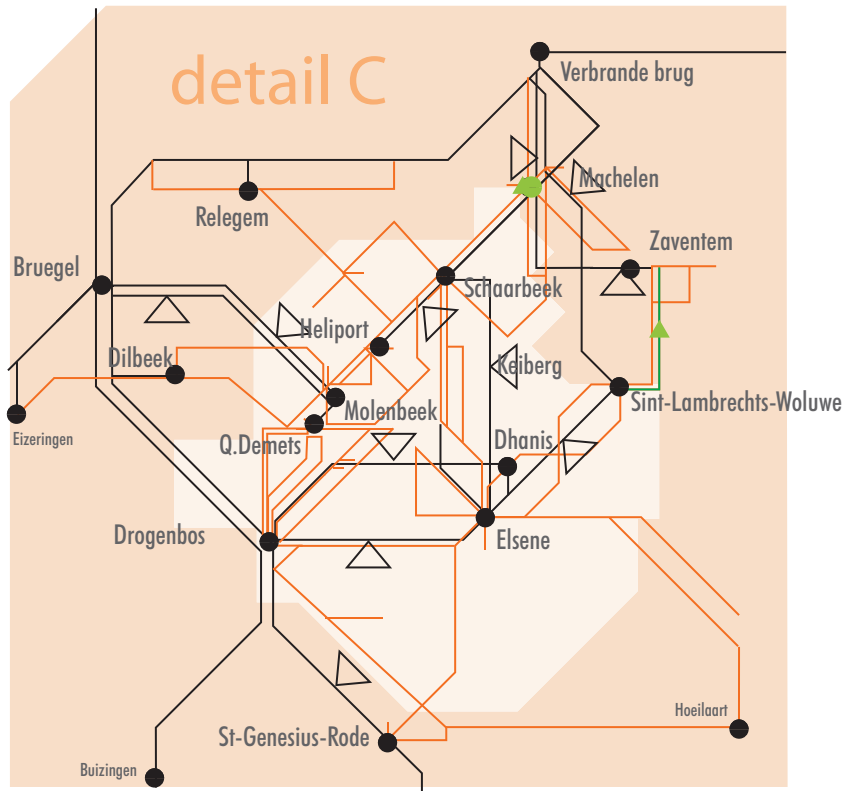 detail C
Verbrande brug
Machelen
Relegem
Zaventem
Bruegel
Schaarbeek
Heliport
Dilbeek
Keiberg
Molenbeek
Sint-Lambrechts-Woluwe
Eizeringen
Q.Demets
Dhanis
Drogenbos
Elsene
Hoeilaart
St-Genesius-Rode
Buizingen